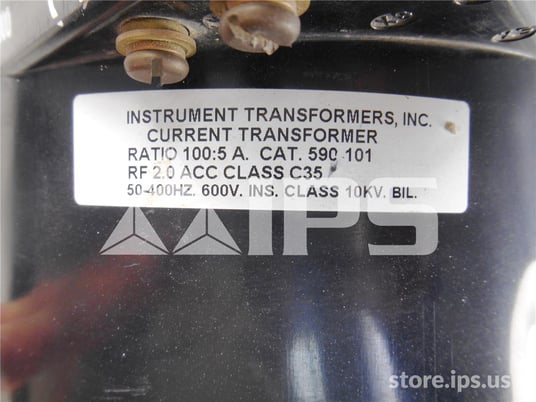 INSTRUMENT TRANSFORMERS, INC.
CURRENT TRANSFORMER
RATIO 100:5 A. CAT. 590-101
RF 2.0 ACC CLASS C35
50-400HZ. 600V. INS. CLASS 10KV. BIL.
IPS
store.ips.us